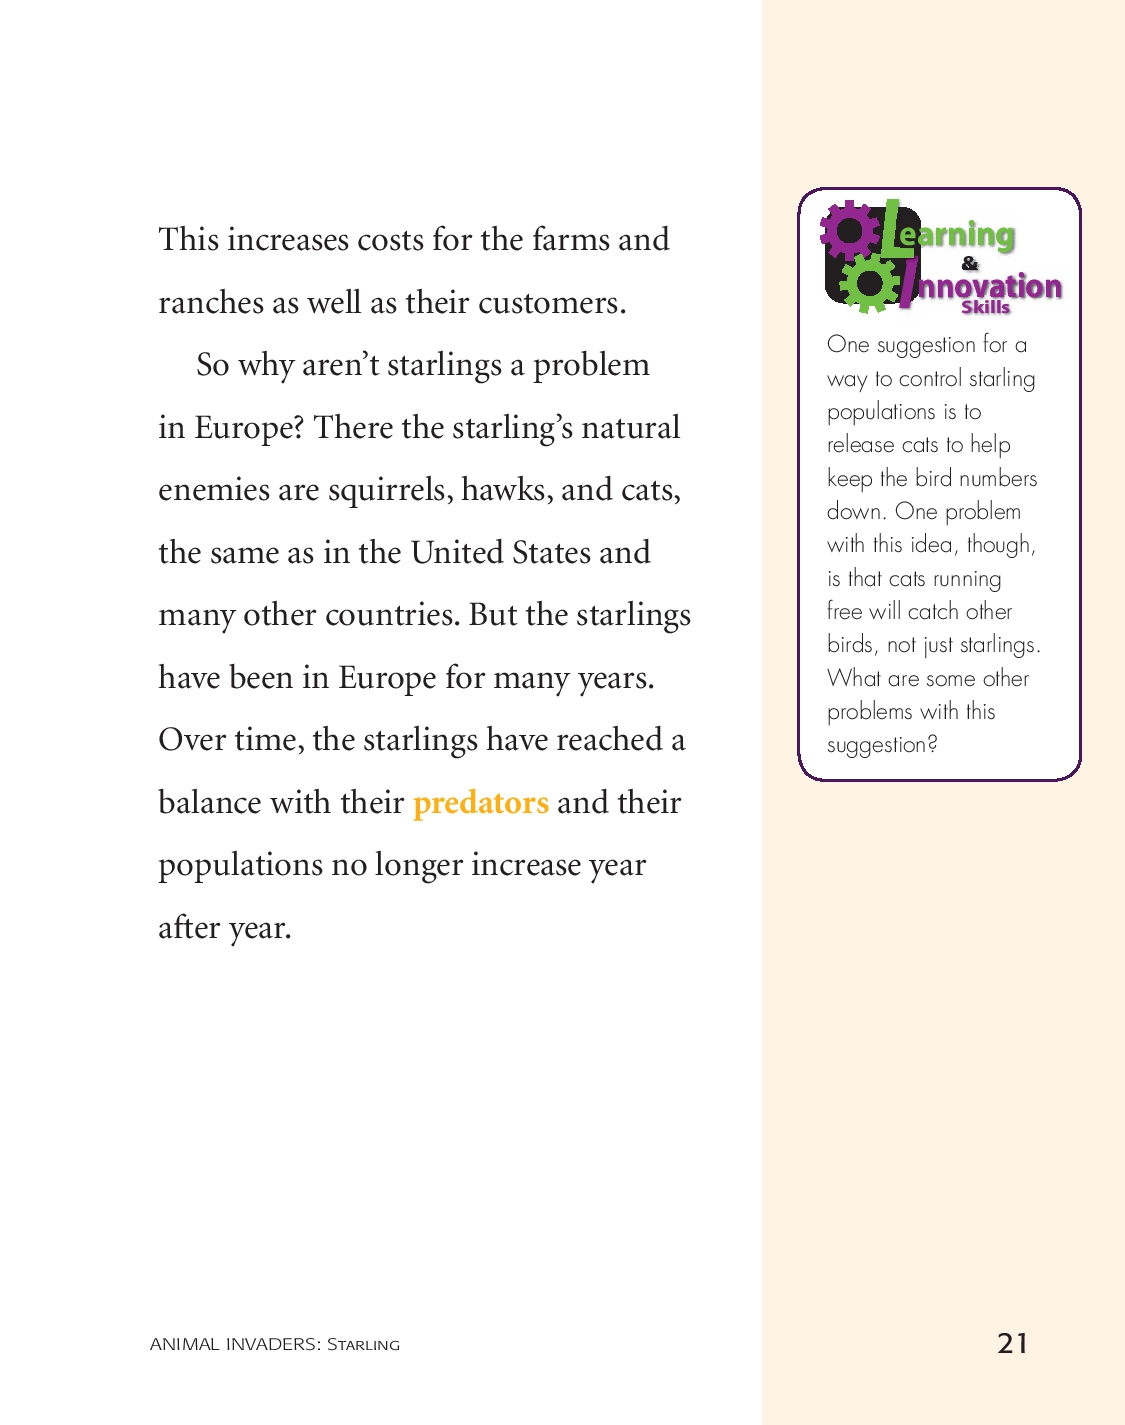 This increases costs for the farms and
ranches as well as their customers.
So why aren’t starlings a problem
in Europe? There the starling’s natural
enemies are squirrels, hawks, and cats,
the same as in the United States and
many other countries. But the starlings
have been in Europe for many years.
Over time, the starlings have reached a
balance with their predators and their
populations no longer increase year
after year.
Learning
&
Innovation
Skills
One suggestion for a
way to control starling
populations is to
release cats to help
keep the bird numbers
down. One problem
with this idea, though,
is that cats running
free will catch other
birds, not just starlings.
What are some other
problems with this
suggestion?
ANIMAL INVADERS: Starling
21